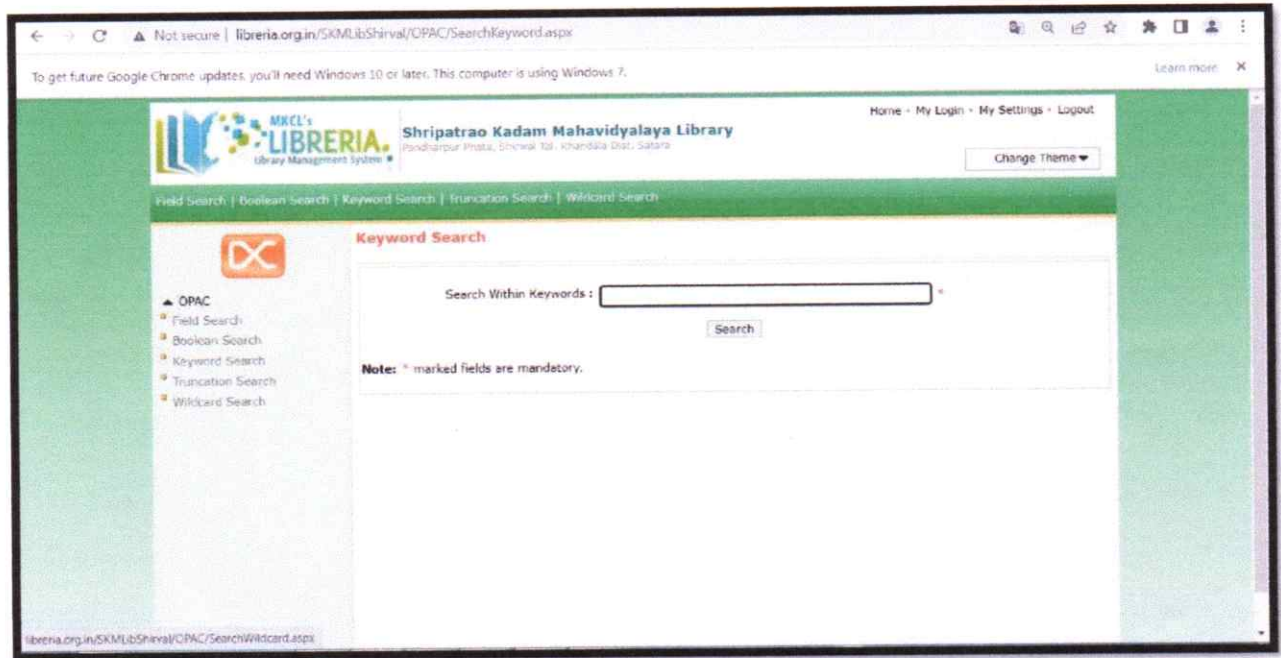 Not secure | libreria.org.in/SKMLibShirval/OPAC/SearchKeyword.aspx
To get future Google Chrome updates, you'll need Windows 10 or later. This computer is using Windows 7.
Learn more
MKCL's
LIBRERIA.
Library Management System
Shripatrao Kadam Mahavidyalaya Library
Pandharpur Phata, Shirwal Tal. Khandala Dist. Satara
Home - My Login - My Settings - Logout
Change Theme
Field Search | Boolean Search | Keyword Search | Truncation Search | Wildcard Search
Keyword Search
OPAC
Field Search
Boolean Search
Keyword Search
Truncation Search
Wildcard Search
Search Within Keywords : *
Search
Note: * marked fields are mandatory.
libreria.org.in/SKMLibShirval/OPAC/SearchWildcard.aspx